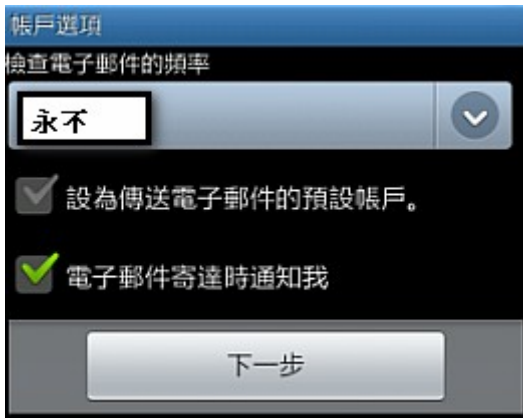 帳戶選項
檢查電子郵件的頻率
永不
設為傳送電子郵件的預設帳戶。
電子郵件寄達時通知我
下一步